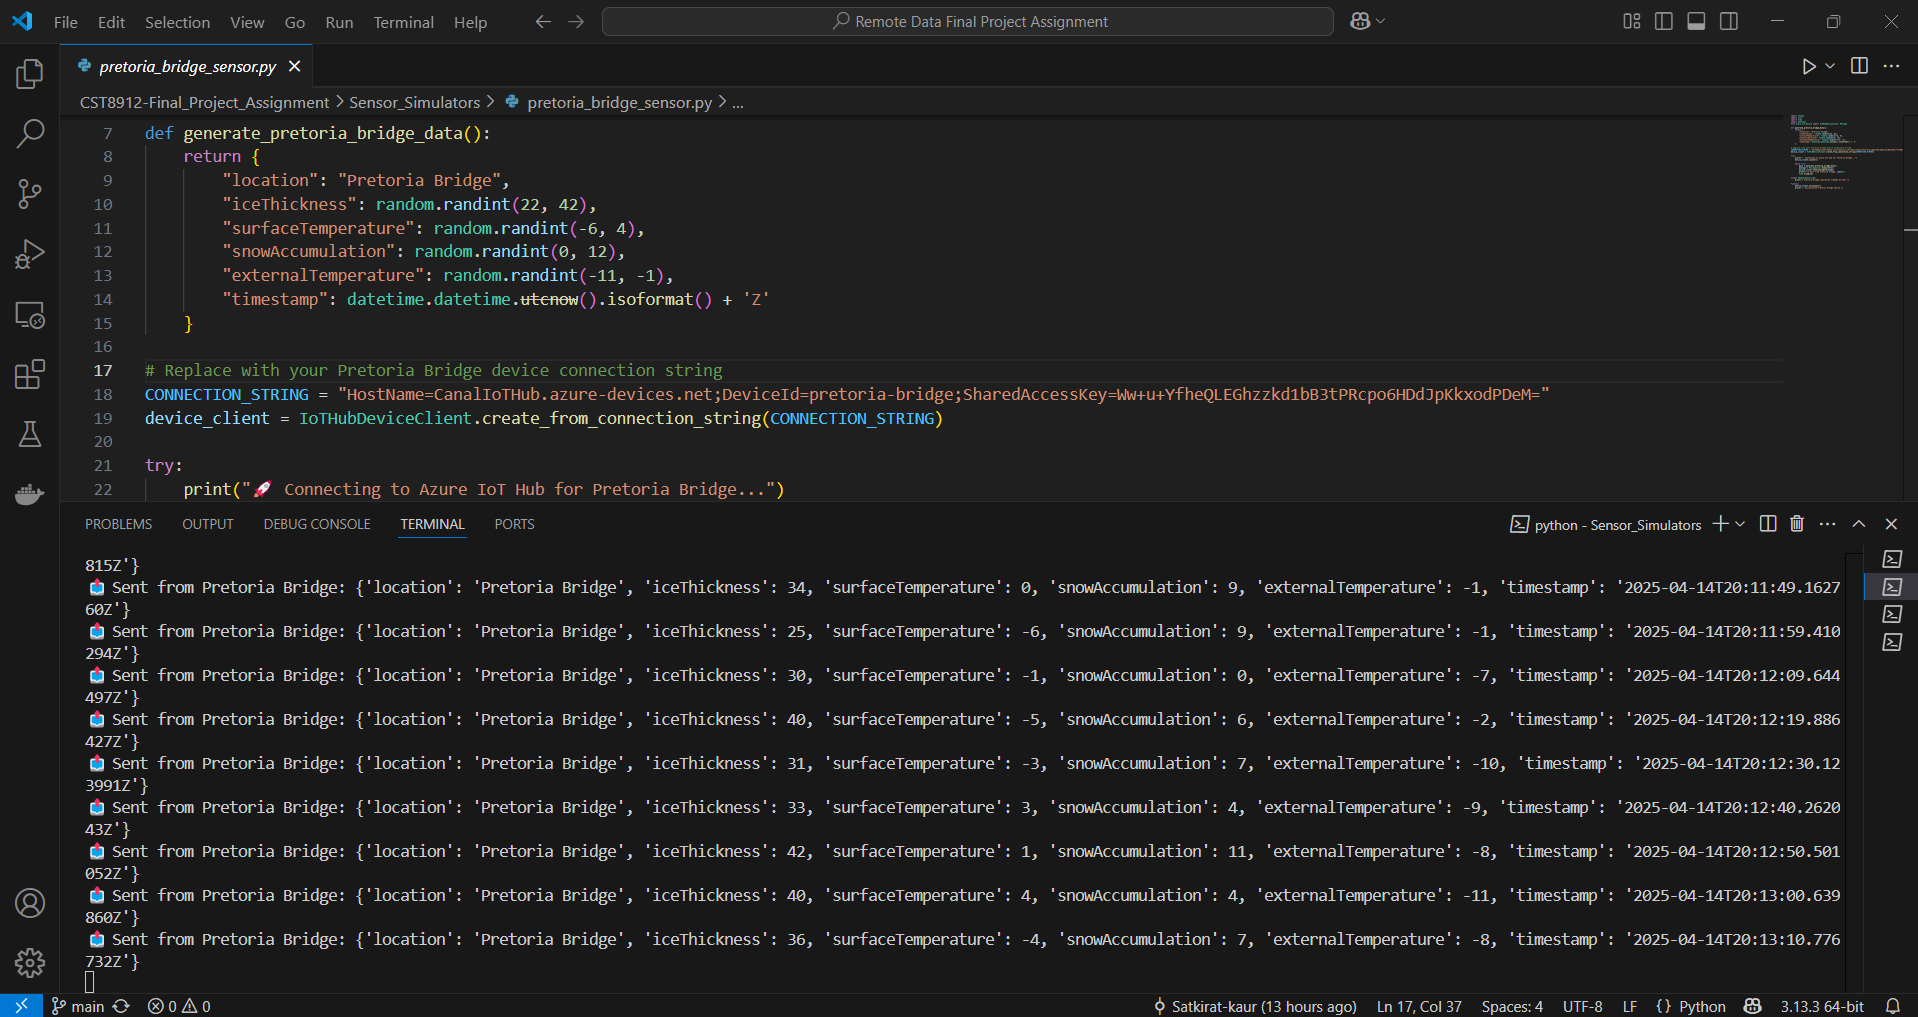 File Edit Selection View Go Run Terminal Help Remote Data Final Project Assignment
pretoria_bridge_sensor.py
CST8912-Final_Project_Assignment > Sensor_Simulators > pretoria_bridge_sensor.py > ...
7 def generate_pretoria_bridge_data():
8 return {
9 "location": "Pretoria Bridge",
10 "iceThickness": random.randint(22, 42),
11 "surfaceTemperature": random.randint(-6, 4),
12 "snowAccumulation": random.randint(0, 12),
13 "externalTemperature": random.randint(-11, -1),
14 "timestamp": datetime.datetime.utcnow().isoformat() + 'Z'
15 }
16
17 # Replace with your Pretoria Bridge device connection string
18 CONNECTION_STRING = "HostName=CanalIoTHub.azure-devices.net;DeviceId=pretoria-bridge;SharedAccessKey=Ww+u+YfheQLEGhzzkd1bB3tPRcpo6HDdJpKkxodPDeM="
19 device_client = IoTHubDeviceClient.create_from_connection_string(CONNECTION_STRING)
20
21 try:
22 print("🚀 Connecting to Azure IoT Hub for Pretoria Bridge...")
PROBLEMS OUTPUT DEBUG CONSOLE TERMINAL PORTS python - Sensor_Simulators
815Z'}
📤 Sent from Pretoria Bridge: {'location': 'Pretoria Bridge', 'iceThickness': 34, 'surfaceTemperature': 0, 'snowAccumulation': 9, 'externalTemperature': -1, 'timestamp': '2025-04-14T20:11:49.1627
60Z'}
📤 Sent from Pretoria Bridge: {'location': 'Pretoria Bridge', 'iceThickness': 25, 'surfaceTemperature': -6, 'snowAccumulation': 9, 'externalTemperature': -1, 'timestamp': '2025-04-14T20:11:59.410
294Z'}
📤 Sent from Pretoria Bridge: {'location': 'Pretoria Bridge', 'iceThickness': 30, 'surfaceTemperature': -1, 'snowAccumulation': 0, 'externalTemperature': -7, 'timestamp': '2025-04-14T20:12:09.644
497Z'}
📤 Sent from Pretoria Bridge: {'location': 'Pretoria Bridge', 'iceThickness': 40, 'surfaceTemperature': -5, 'snowAccumulation': 6, 'externalTemperature': -2, 'timestamp': '2025-04-14T20:12:19.886
427Z'}
📤 Sent from Pretoria Bridge: {'location': 'Pretoria Bridge', 'iceThickness': 31, 'surfaceTemperature': -3, 'snowAccumulation': 7, 'externalTemperature': -10, 'timestamp': '2025-04-14T20:12:30.12
3991Z'}
📤 Sent from Pretoria Bridge: {'location': 'Pretoria Bridge', 'iceThickness': 33, 'surfaceTemperature': 3, 'snowAccumulation': 4, 'externalTemperature': -9, 'timestamp': '2025-04-14T20:12:40.2620
43Z'}
📤 Sent from Pretoria Bridge: {'location': 'Pretoria Bridge', 'iceThickness': 42, 'surfaceTemperature': 1, 'snowAccumulation': 11, 'externalTemperature': -8, 'timestamp': '2025-04-14T20:12:50.501
052Z'}
📤 Sent from Pretoria Bridge: {'location': 'Pretoria Bridge', 'iceThickness': 40, 'surfaceTemperature': 4, 'snowAccumulation': 4, 'externalTemperature': -11, 'timestamp': '2025-04-14T20:13:00.639
860Z'}
📤 Sent from Pretoria Bridge: {'location': 'Pretoria Bridge', 'iceThickness': 36, 'surfaceTemperature': -4, 'snowAccumulation': 7, 'externalTemperature': -8, 'timestamp': '2025-04-14T20:13:10.776
732Z'}
main 0 0 Satkirat-kaur (13 hours ago) Ln 17, Col 37 Spaces: 4 UTF-8 LF {} Python 3.13.3 64-bit